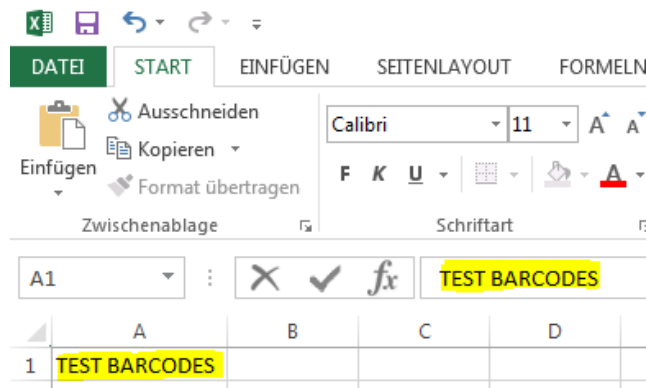 DATEI START EINFÜGEN SEITENLAYOUT FORMELN
Ausschneiden
Kopieren
Format übertragen
Einfügen
Zwischenablage
Calibri 11 A A
F K U A
Schriftart
A1 fx TEST BARCODES
A B C D
1 TEST BARCODES